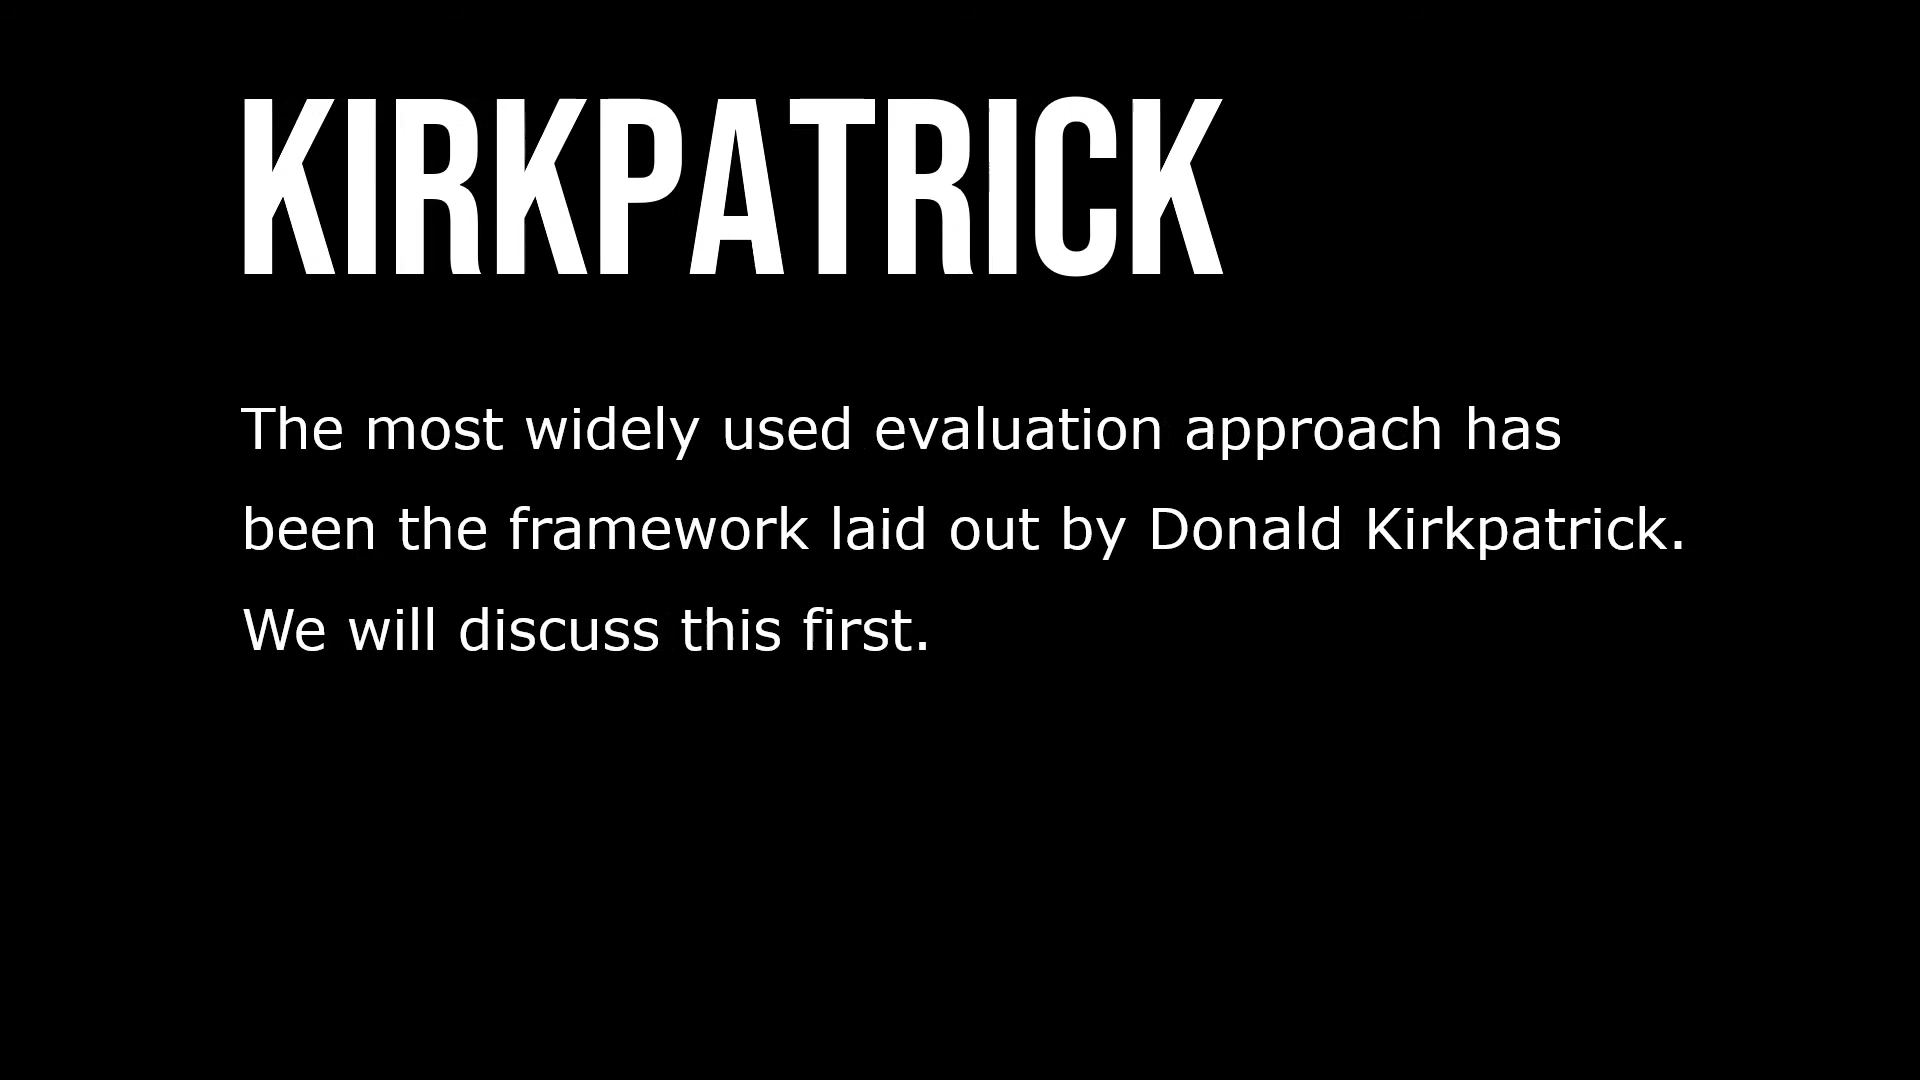 KIRKPATRICK
The most widely used evaluation approach has
been the framework laid out by Donald Kirkpatrick.
We will discuss this first.